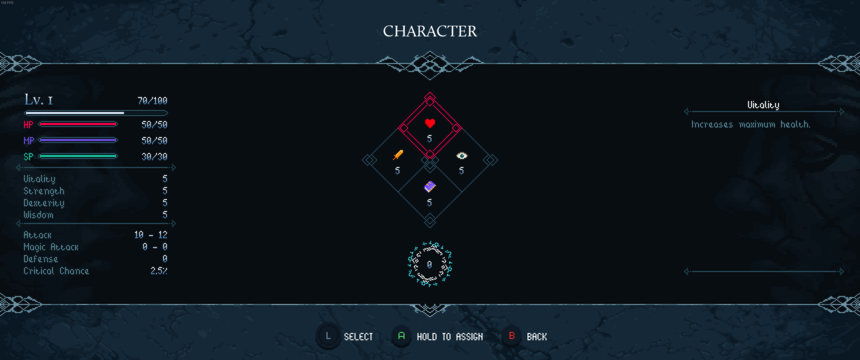 CHARACTER
Lv. 1 70/100
HP 50/50
MP 50/50
SP 30/30
Vitality 5
Strength 5
Dexterity 5
Wisdom 5
Attack 10 - 12
Magic Attack 0 - 0
Defense 0
Critical Chance 2.5%
5
5
5
5
0
Vitality
Increases maximum health.
L SELECT A HOLD TO ASSIGN B BACK